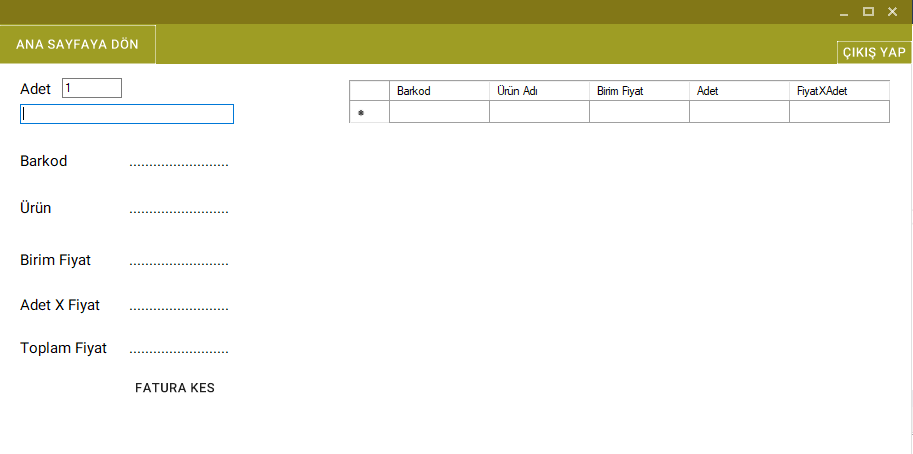 ANA SAYFAYA DÖN
ÇIKIŞ YAP
Adet 1
Barkod ........................
Ürün ........................
Birim Fiyat ........................
Adet X Fiyat ........................
Toplam Fiyat ........................
FATURA KES
Barkod Ürün Adı Birim Fiyat Adet FiyatXAdet
*